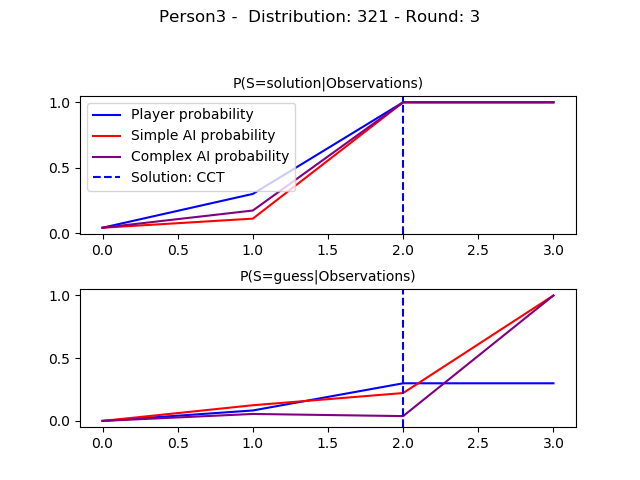 Person3 -  Distribution: 321 - Round: 3
P(S=solution|Observations)
1.0
0.5
0.0
Player probability
Simple AI probability
Complex AI probability
Solution: CCT
0.0 0.5 1.0 1.5 2.0 2.5 3.0
P(S=guess|Observations)
1.0
0.5
0.0
0.0 0.5 1.0 1.5 2.0 2.5 3.0